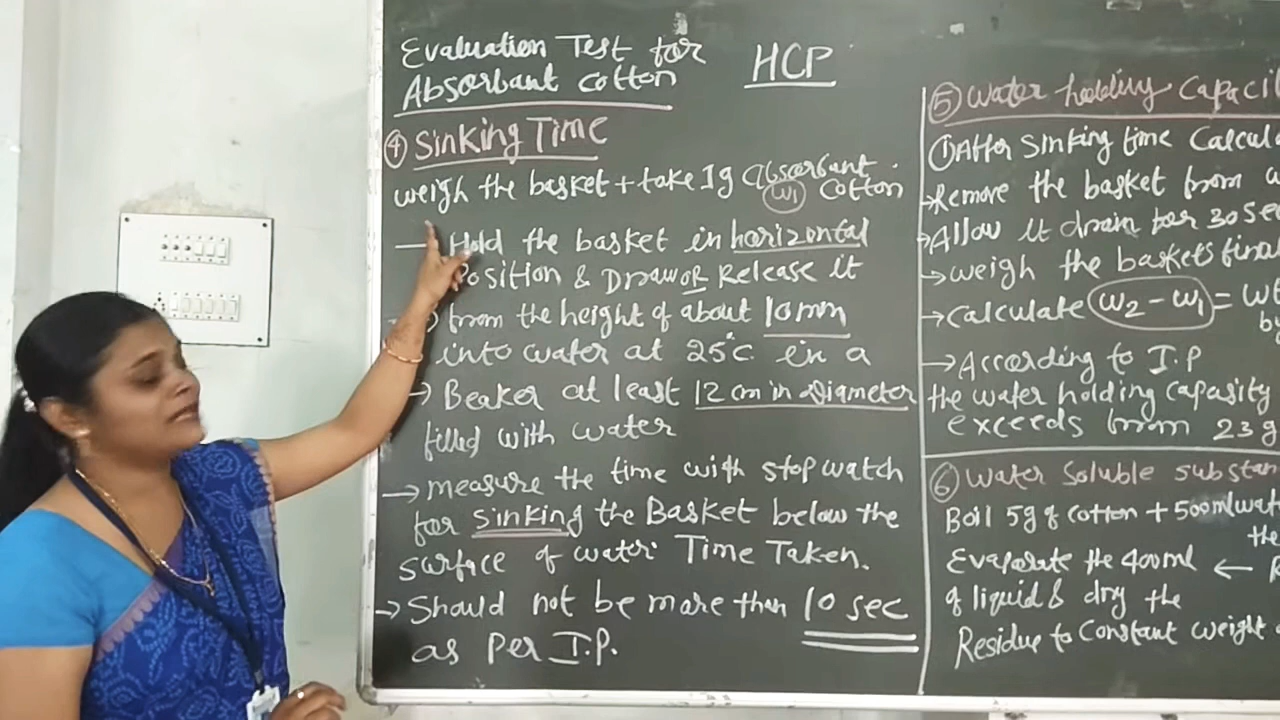 Evaluation Test for
Absorbant cotton
HCP
④ Sinking Time
weigh the basket + take 1g absorbant
w1 cotton
Hold the basket in horizontal
Position & Draw or Release it
from the height of about 10mm
into water at 25°C in a
→ Beaker at least 12 cm in Diameter
filled with water
→ measure the time with stop watch
for sinking the Basket below the
surface of water. Time Taken.
→ Should not be more than 10 sec
as Per I.P.
⑤ Water holding Capacit
① After Sinking time Calcul
→ Remove the basket from
→ Allow it drain for 30 Sec
→ weigh the baskets
→ Calculate w2 - w1 =
→ According to I.P
the water holding capasity
exceeds from 23 g
⑥ Water Soluble substan
Boil 5g of cotton + 500ml wat
the
Evaporate the 400ml ←
of liquid & dry the
Residue to Constant weight